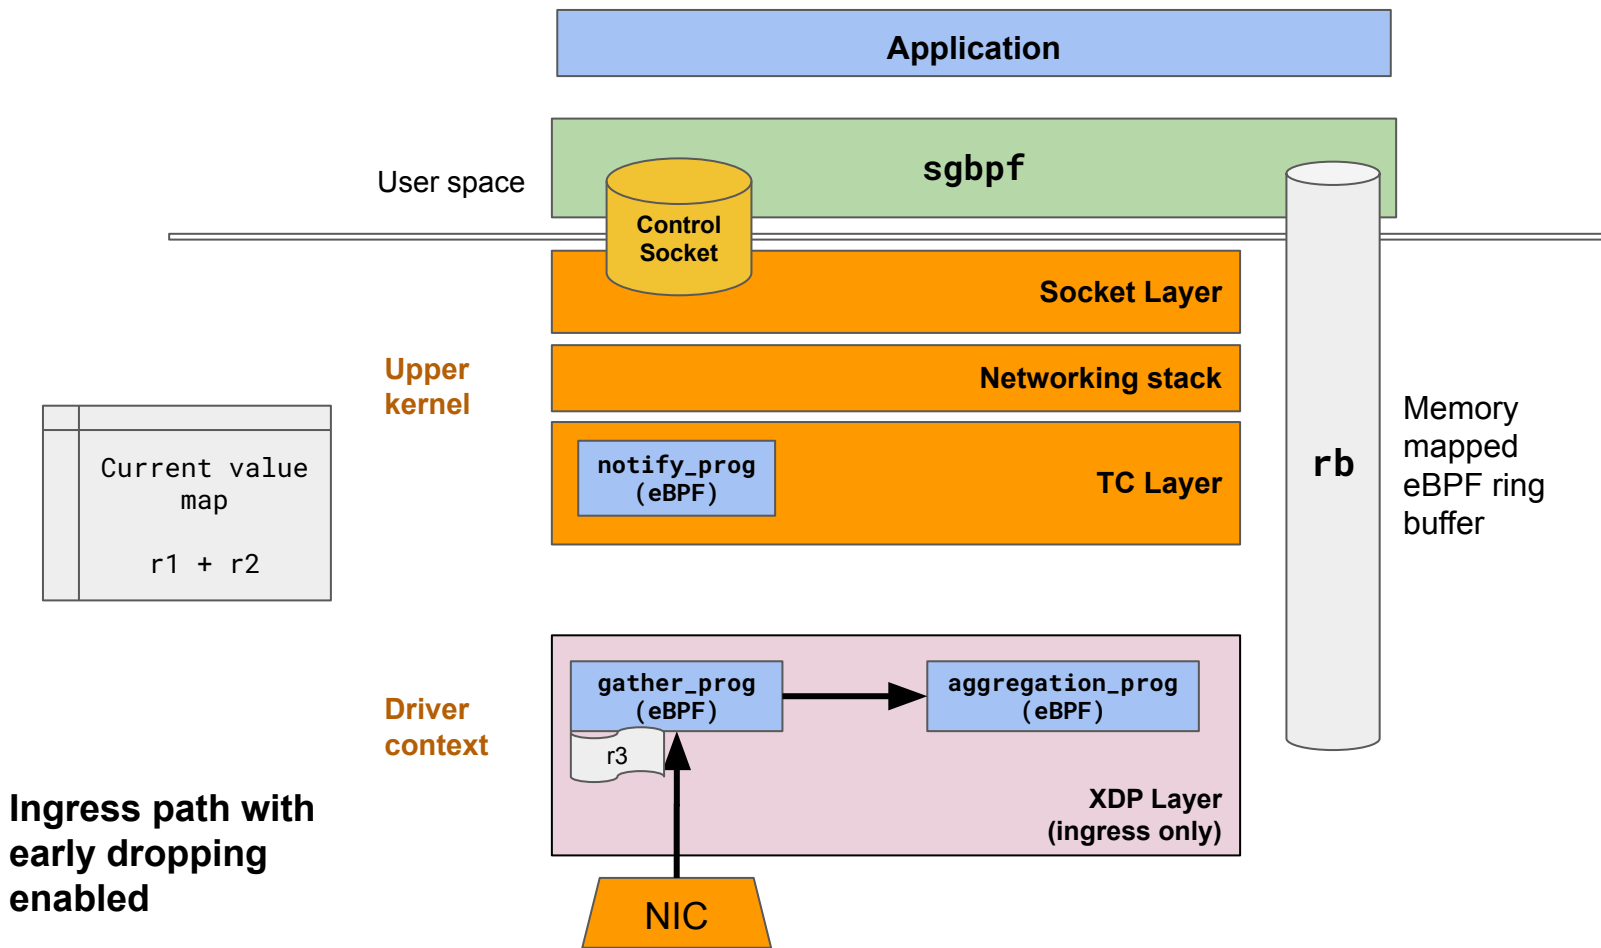 Application
sgbpf
User space
Control
Socket
Socket Layer
Upper
kernel
Networking stack
Current value
map
r1 + r2
notify_prog
(eBPF)
TC Layer
rb
Memory
mapped
eBPF ring
buffer
Driver
context
gather_prog
(eBPF)
aggregation_prog
(eBPF)
r3
XDP Layer
(ingress only)
Ingress path with
early dropping
enabled
NIC